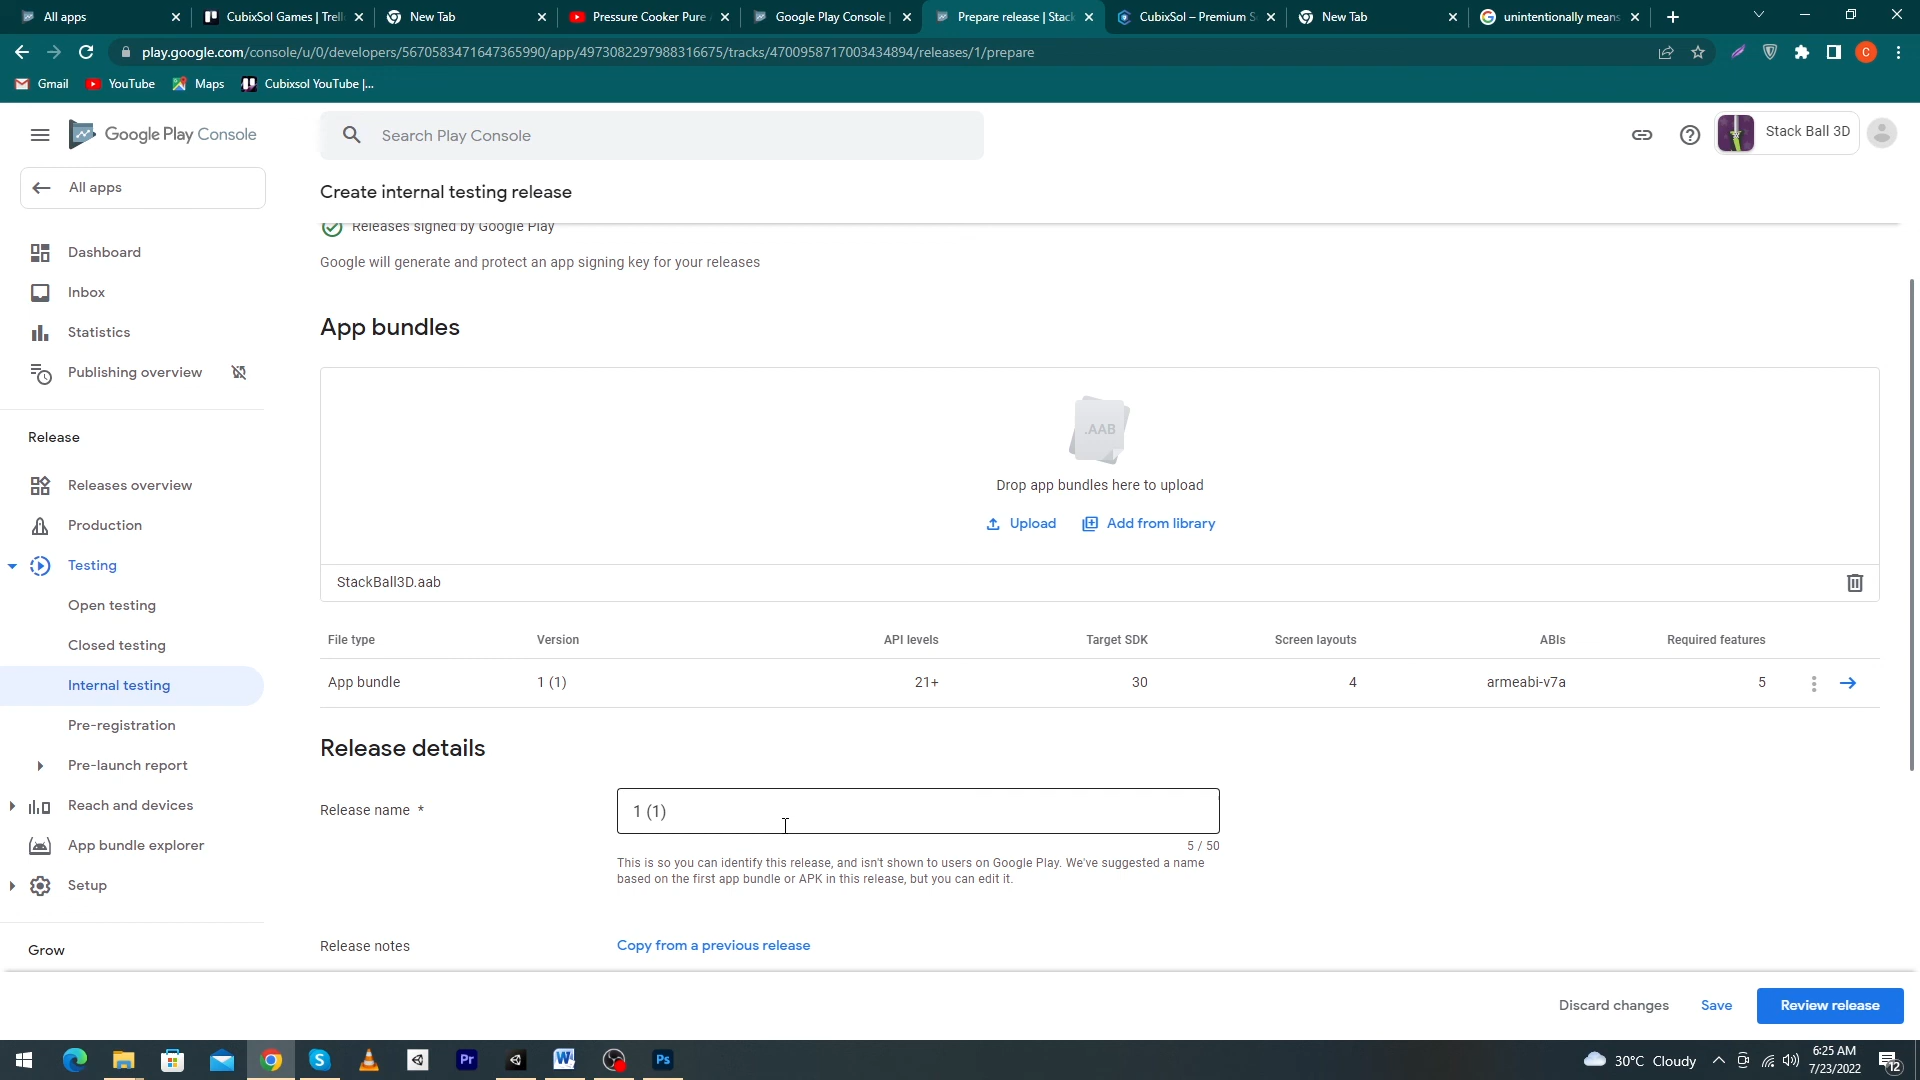 All apps
CubixSol Games | Trell
New Tab
Pressure Cooker Pure
Google Play Console |
Prepare release | Stack
CubixSol – Premium S
New Tab
unintentionally means
play.google.com/console/u/0/developers/5670583471647365990/app/4973082297988316675/tracks/4700958717003434894/releases/1/prepare
C
Gmail
YouTube
Maps
Cubixsol YouTube |...
Google Play Console
Search Play Console
Stack Ball 3D
All apps
Create internal testing release
Dashboard
Inbox
Statistics
Publishing overview
Release
Releases overview
Production
Testing
Open testing
Closed testing
Internal testing
Pre-registration
Pre-launch report
Reach and devices
App bundle explorer
Setup
Grow
Releases signed by Google Play
Google will generate and protect an app signing key for your releases
App bundles
.AAB
Drop app bundles here to upload
Upload
Add from library
StackBall3D.aab
File type Version API levels Target SDK Screen layouts ABIs Required features
App bundle 1 (1) 21+ 30 4 armeabi-v7a 5
Release details
Release name *
1 (1)
5 / 50
This is so you can identify this release, and isn't shown to users on Google Play. We've suggested a name
based on the first app bundle or APK in this release, but you can edit it.
Release notes
Copy from a previous release
Discard changes
Save
Review release
S
Pr
W
Ps
30°C Cloudy
6:25 AM
7/23/2022
12